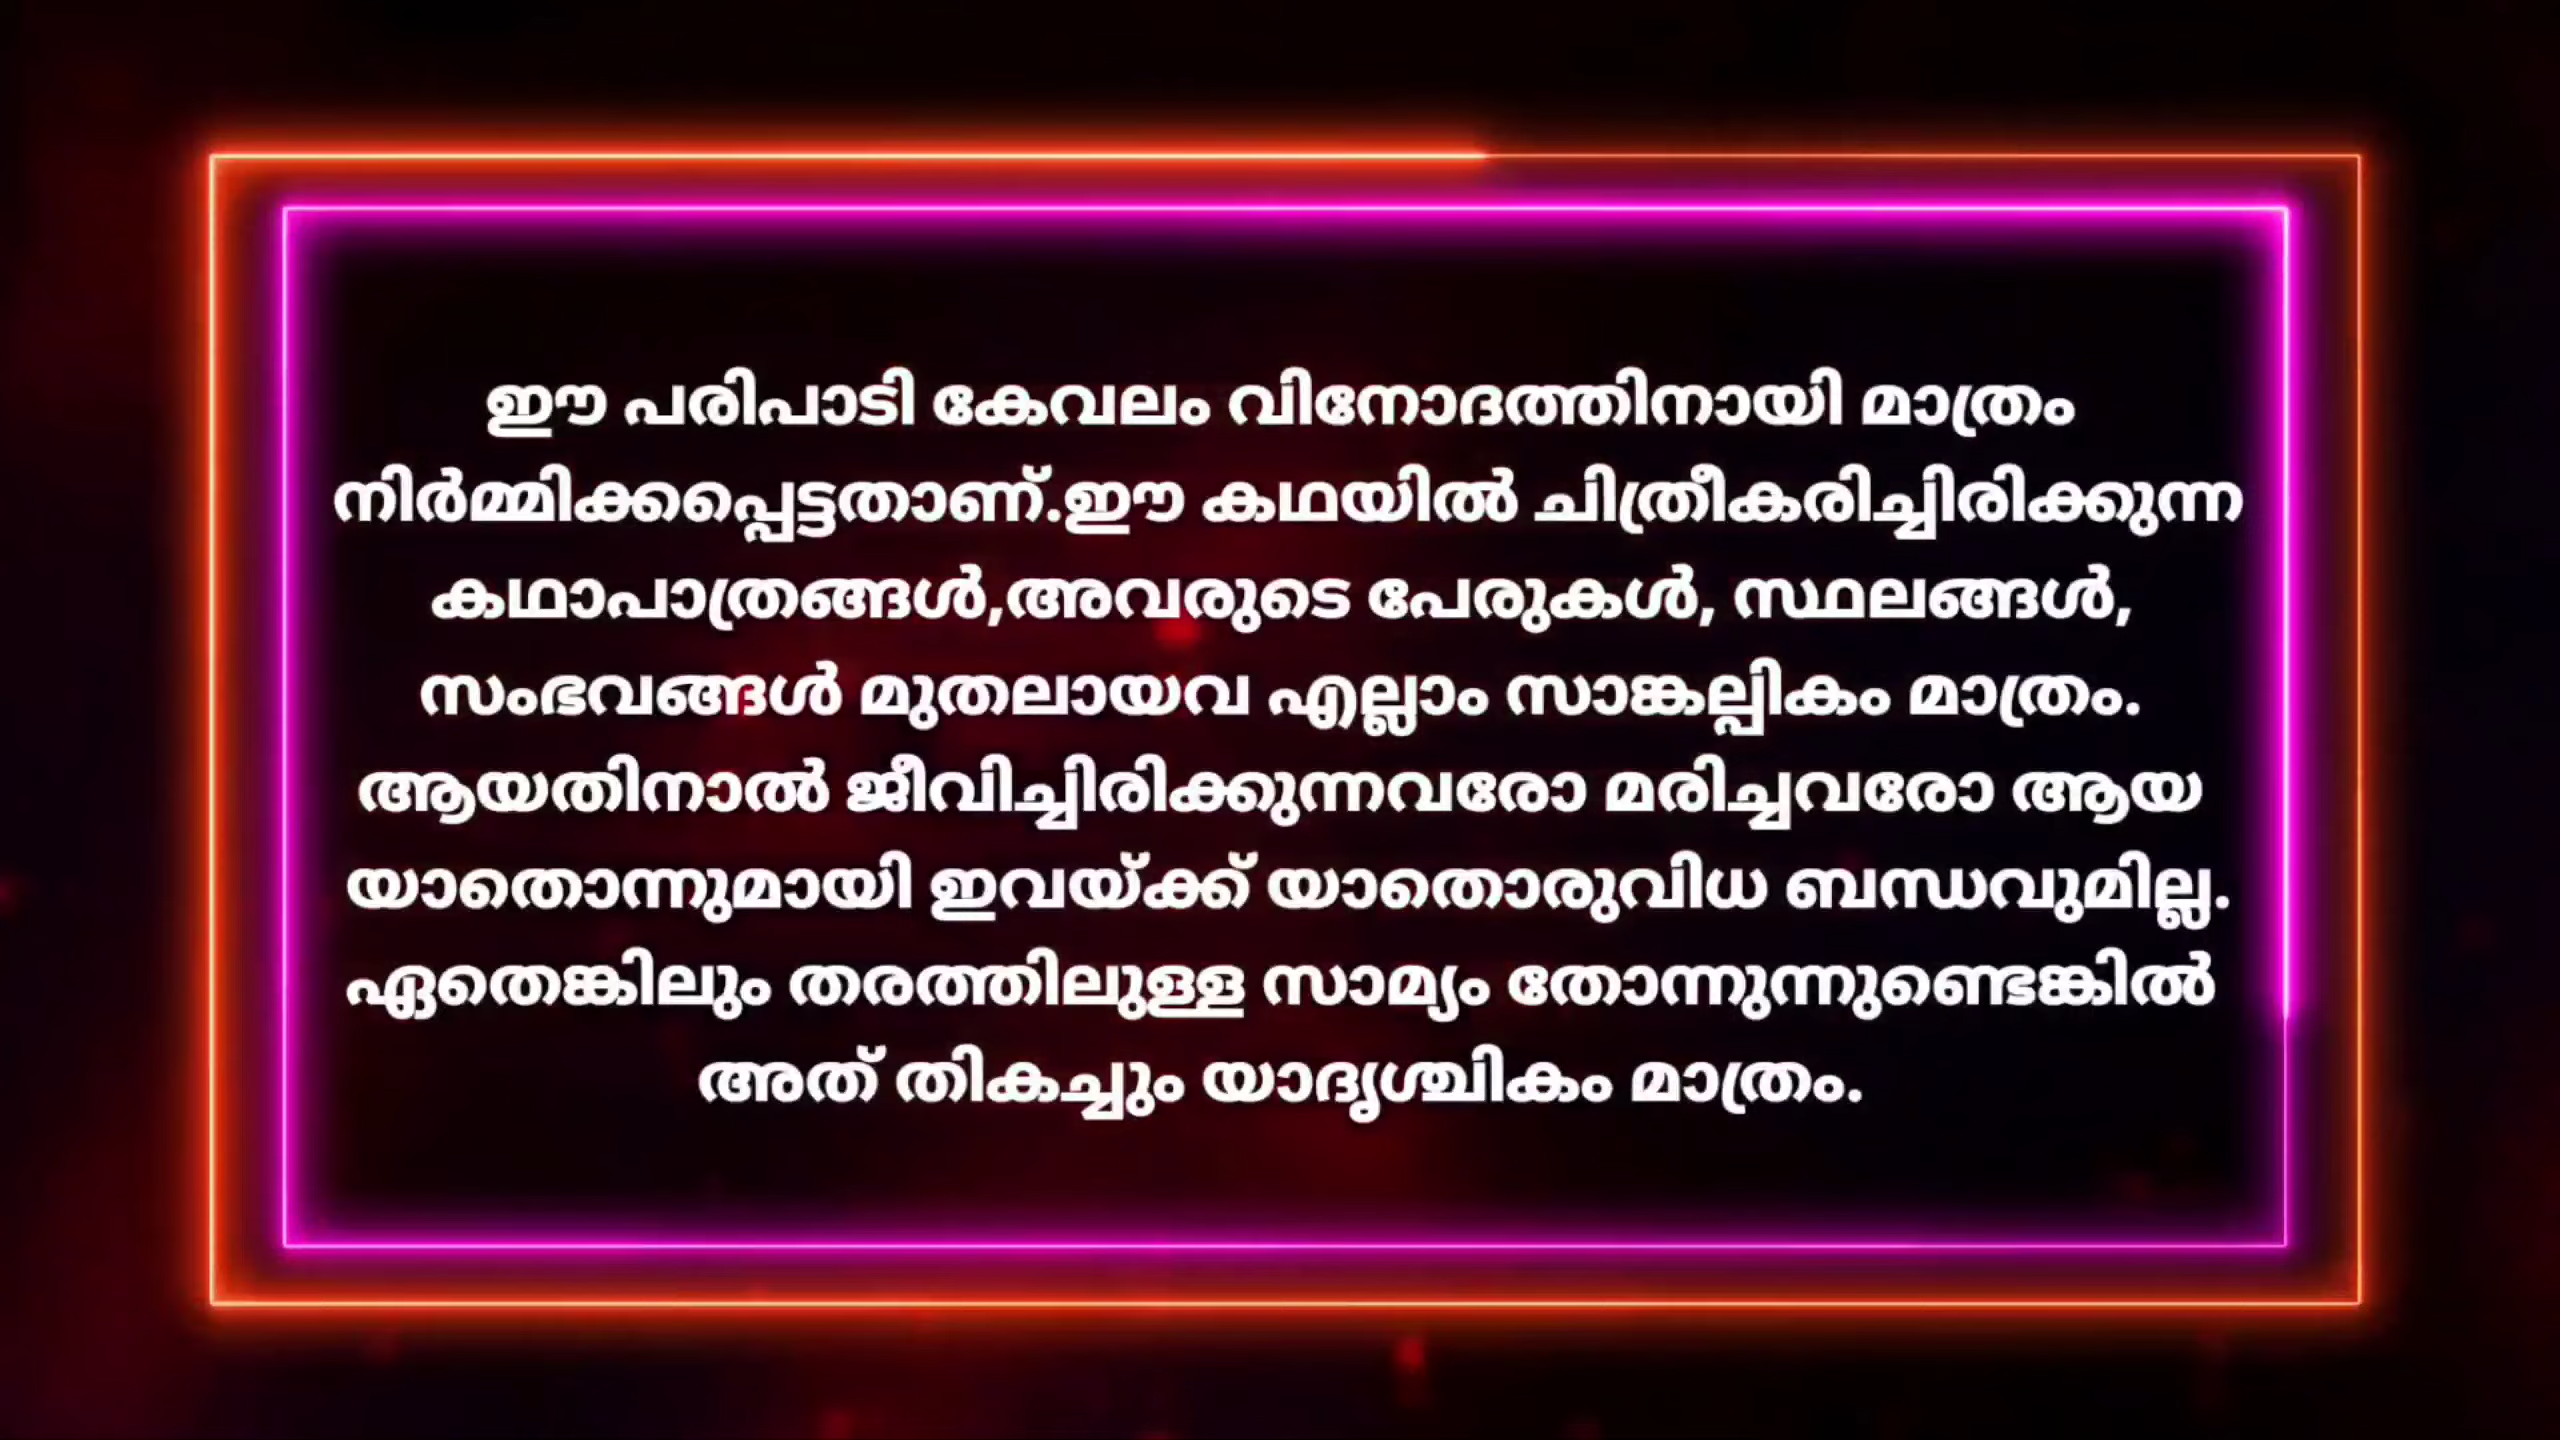 ഈ പരിപാടി കേവലം വിനോദത്തിനായി മാത്രം
നിർമ്മിക്കപ്പെട്ടതാണ്.ഈ കഥയിൽ ചിത്രീകരിച്ചിരിക്കുന്ന
കഥാപാത്രങ്ങൾ,അവരുടെ പേരുകൾ, സ്ഥലങ്ങൾ,
സംഭവങ്ങൾ മുതലായവ എല്ലാം സാങ്കല്പികം മാത്രം.
ആയതിനാൽ ജീവിച്ചിരിക്കുന്നവരോ മരിച്ചവരോ ആയ
യാതൊന്നുമായി ഇവയ്ക്ക് യാതൊരുവിധ ബന്ധവുമില്ല.
ഏതെങ്കിലും തരത്തിലുള്ള സാമ്യം തോന്നുന്നുണ്ടെങ്കിൽ
അത് തികച്ചും യാദൃശ്ചികം മാത്രം.